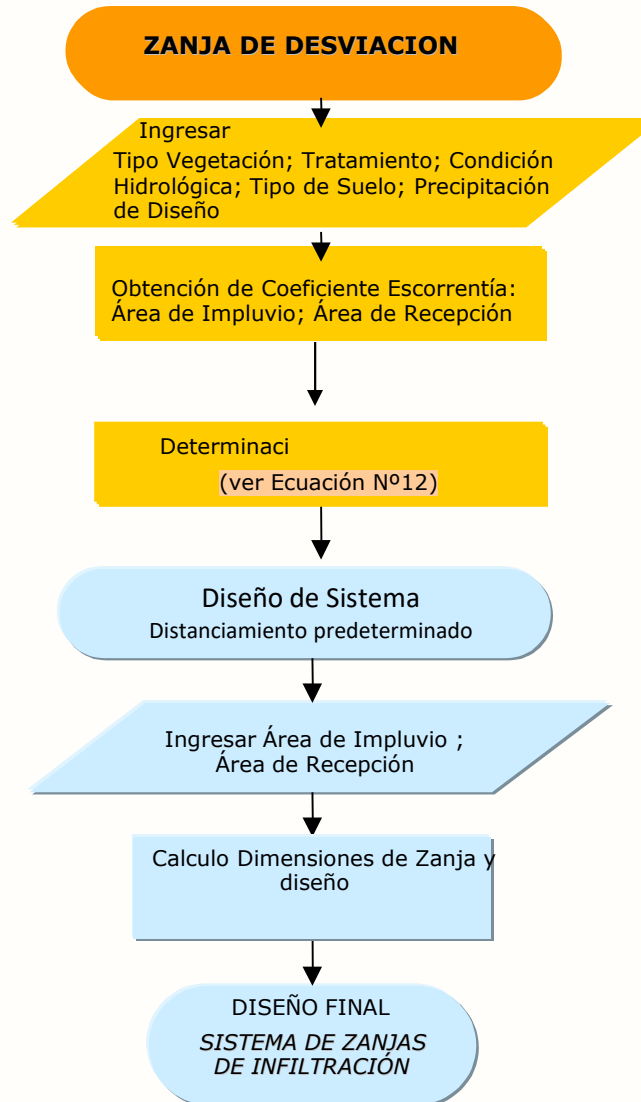 ZANJA DE DESVIACION
Ingresar
Tipo Vegetación; Tratamiento; Condición
Hidrológica; Tipo de Suelo; Precipitación
de Diseño
Obtención de Coeficiente Escorrentía:
Área de Impluvio; Área de Recepción
Determinaci
(ver Ecuación Nº12)
Diseño de Sistema
Distanciamiento predeterminado
Ingresar Área de Impluvio ;
Área de Recepción
Calculo Dimensiones de Zanja y
diseño
DISEÑO FINAL
SISTEMA DE ZANJAS
DE INFILTRACIÓN